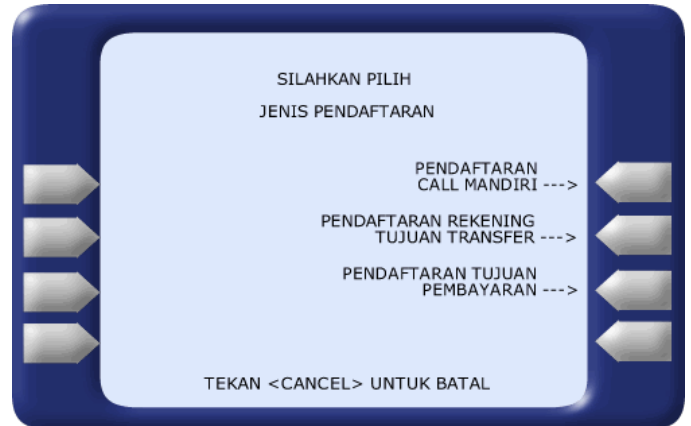 SILAHKAN PILIH
JENIS PENDAFTARAN
PENDAFTARAN
CALL MANDIRI --->
PENDAFTARAN REKENING
TUJUAN TRANSFER --->
PENDAFTARAN TUJUAN
PEMBAYARAN --->
TEKAN <CANCEL> UNTUK BATAL